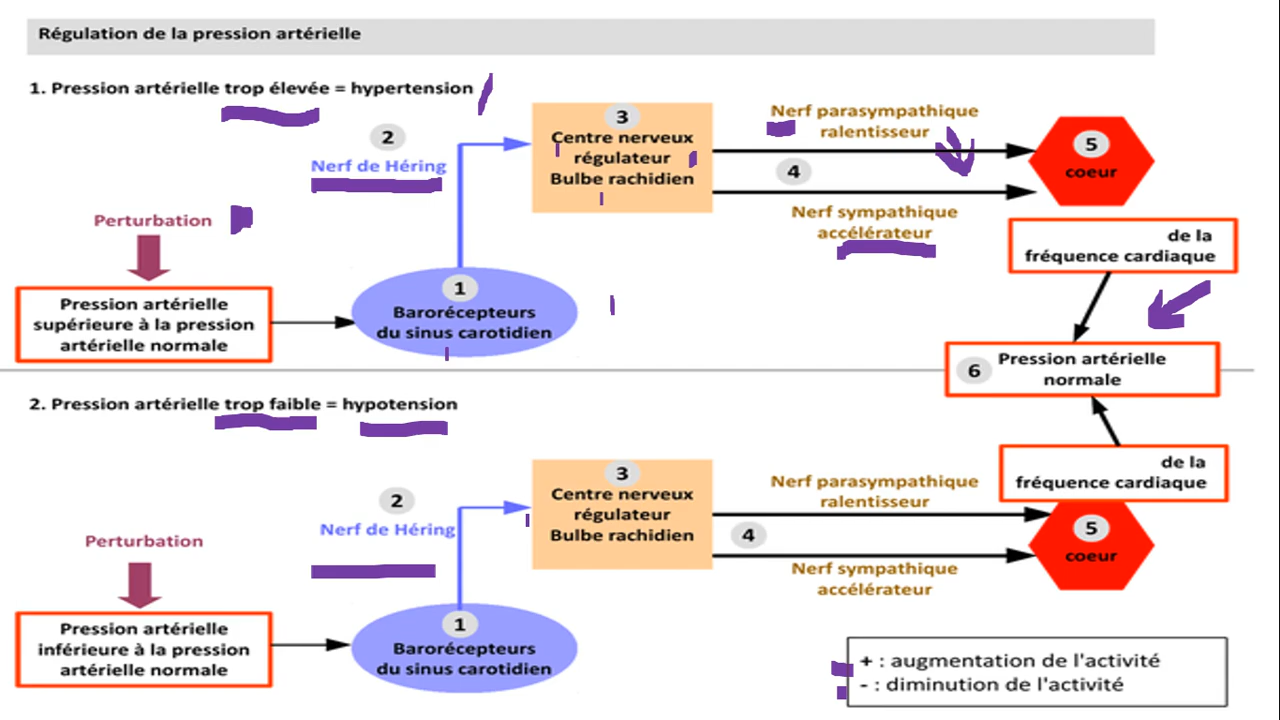 Régulation de la pression artérielle
1. Pression artérielle trop élevée = hypertension
2
Nerf de Héring
Perturbation
Pression artérielle
supérieure à la pression
artérielle normale
1
Barorécepteurs
du sinus carotidien
3
Centre nerveux
régulateur
Bulbe rachidien
Nerf parasympathique
ralentisseur
4
Nerf sympathique
accélérateur
5
coeur
de la
fréquence cardiaque
6 Pression artérielle
normale
2. Pression artérielle trop faible = hypotension
2
Nerf de Héring
Perturbation
Pression artérielle
inférieure à la pression
artérielle normale
1
Barorécepteurs
du sinus carotidien
3
Centre nerveux
régulateur
Bulbe rachidien
Nerf parasympathique
ralentisseur
4
Nerf sympathique
accélérateur
de la
fréquence cardiaque
5
coeur
+ : augmentation de l'activité
- : diminution de l'activité